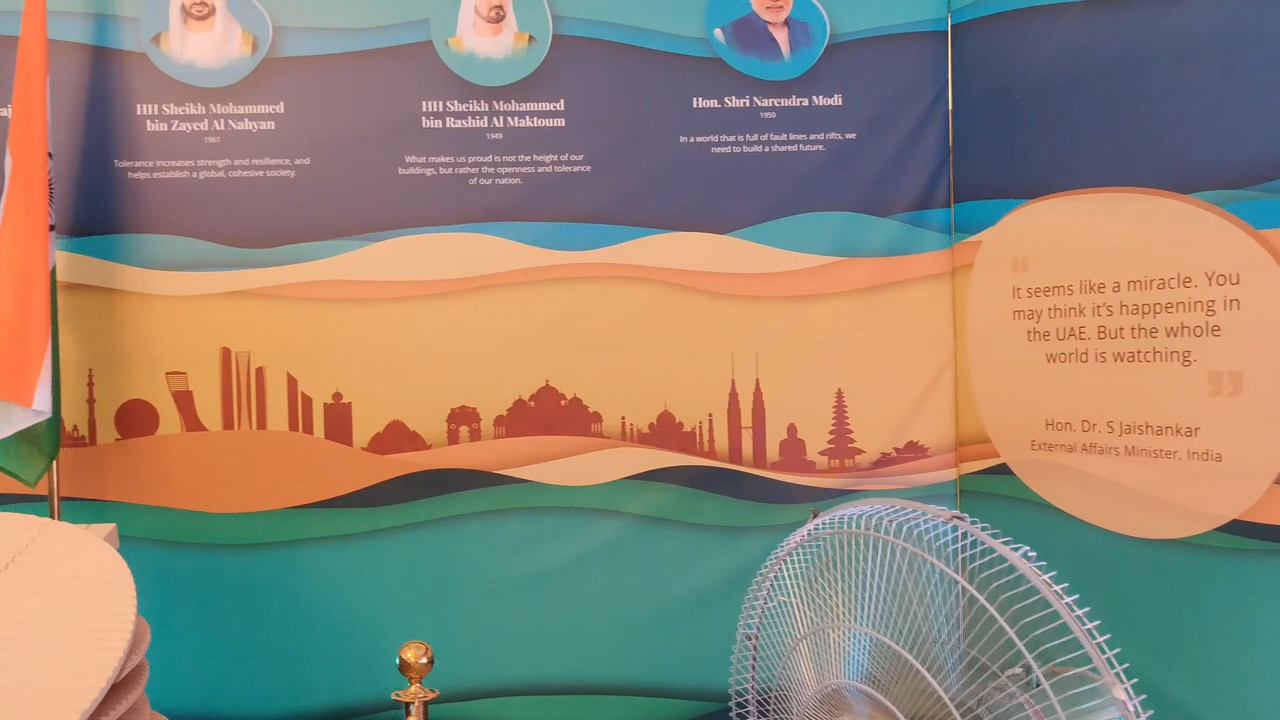 aj
HH Sheikh Mohammed
bin Zayed Al Nahyan
1961
Tolerance increases strength and resilience, and
helps establish a global, cohesive society.
HH Sheikh Mohammed
bin Rashid Al Maktoum
1949
What makes us proud is not the height of our
buildings, but rather the openness and tolerance
of our nation.
Hon. Shri Narendra Modi
1950
In a world that is full of fault lines and rifts, we
need to build a shared future.
“
It seems like a miracle. You
may think it's happening in
the UAE. But the whole
world is watching.
”
Hon. Dr. S Jaishankar
External Affairs Minister, India